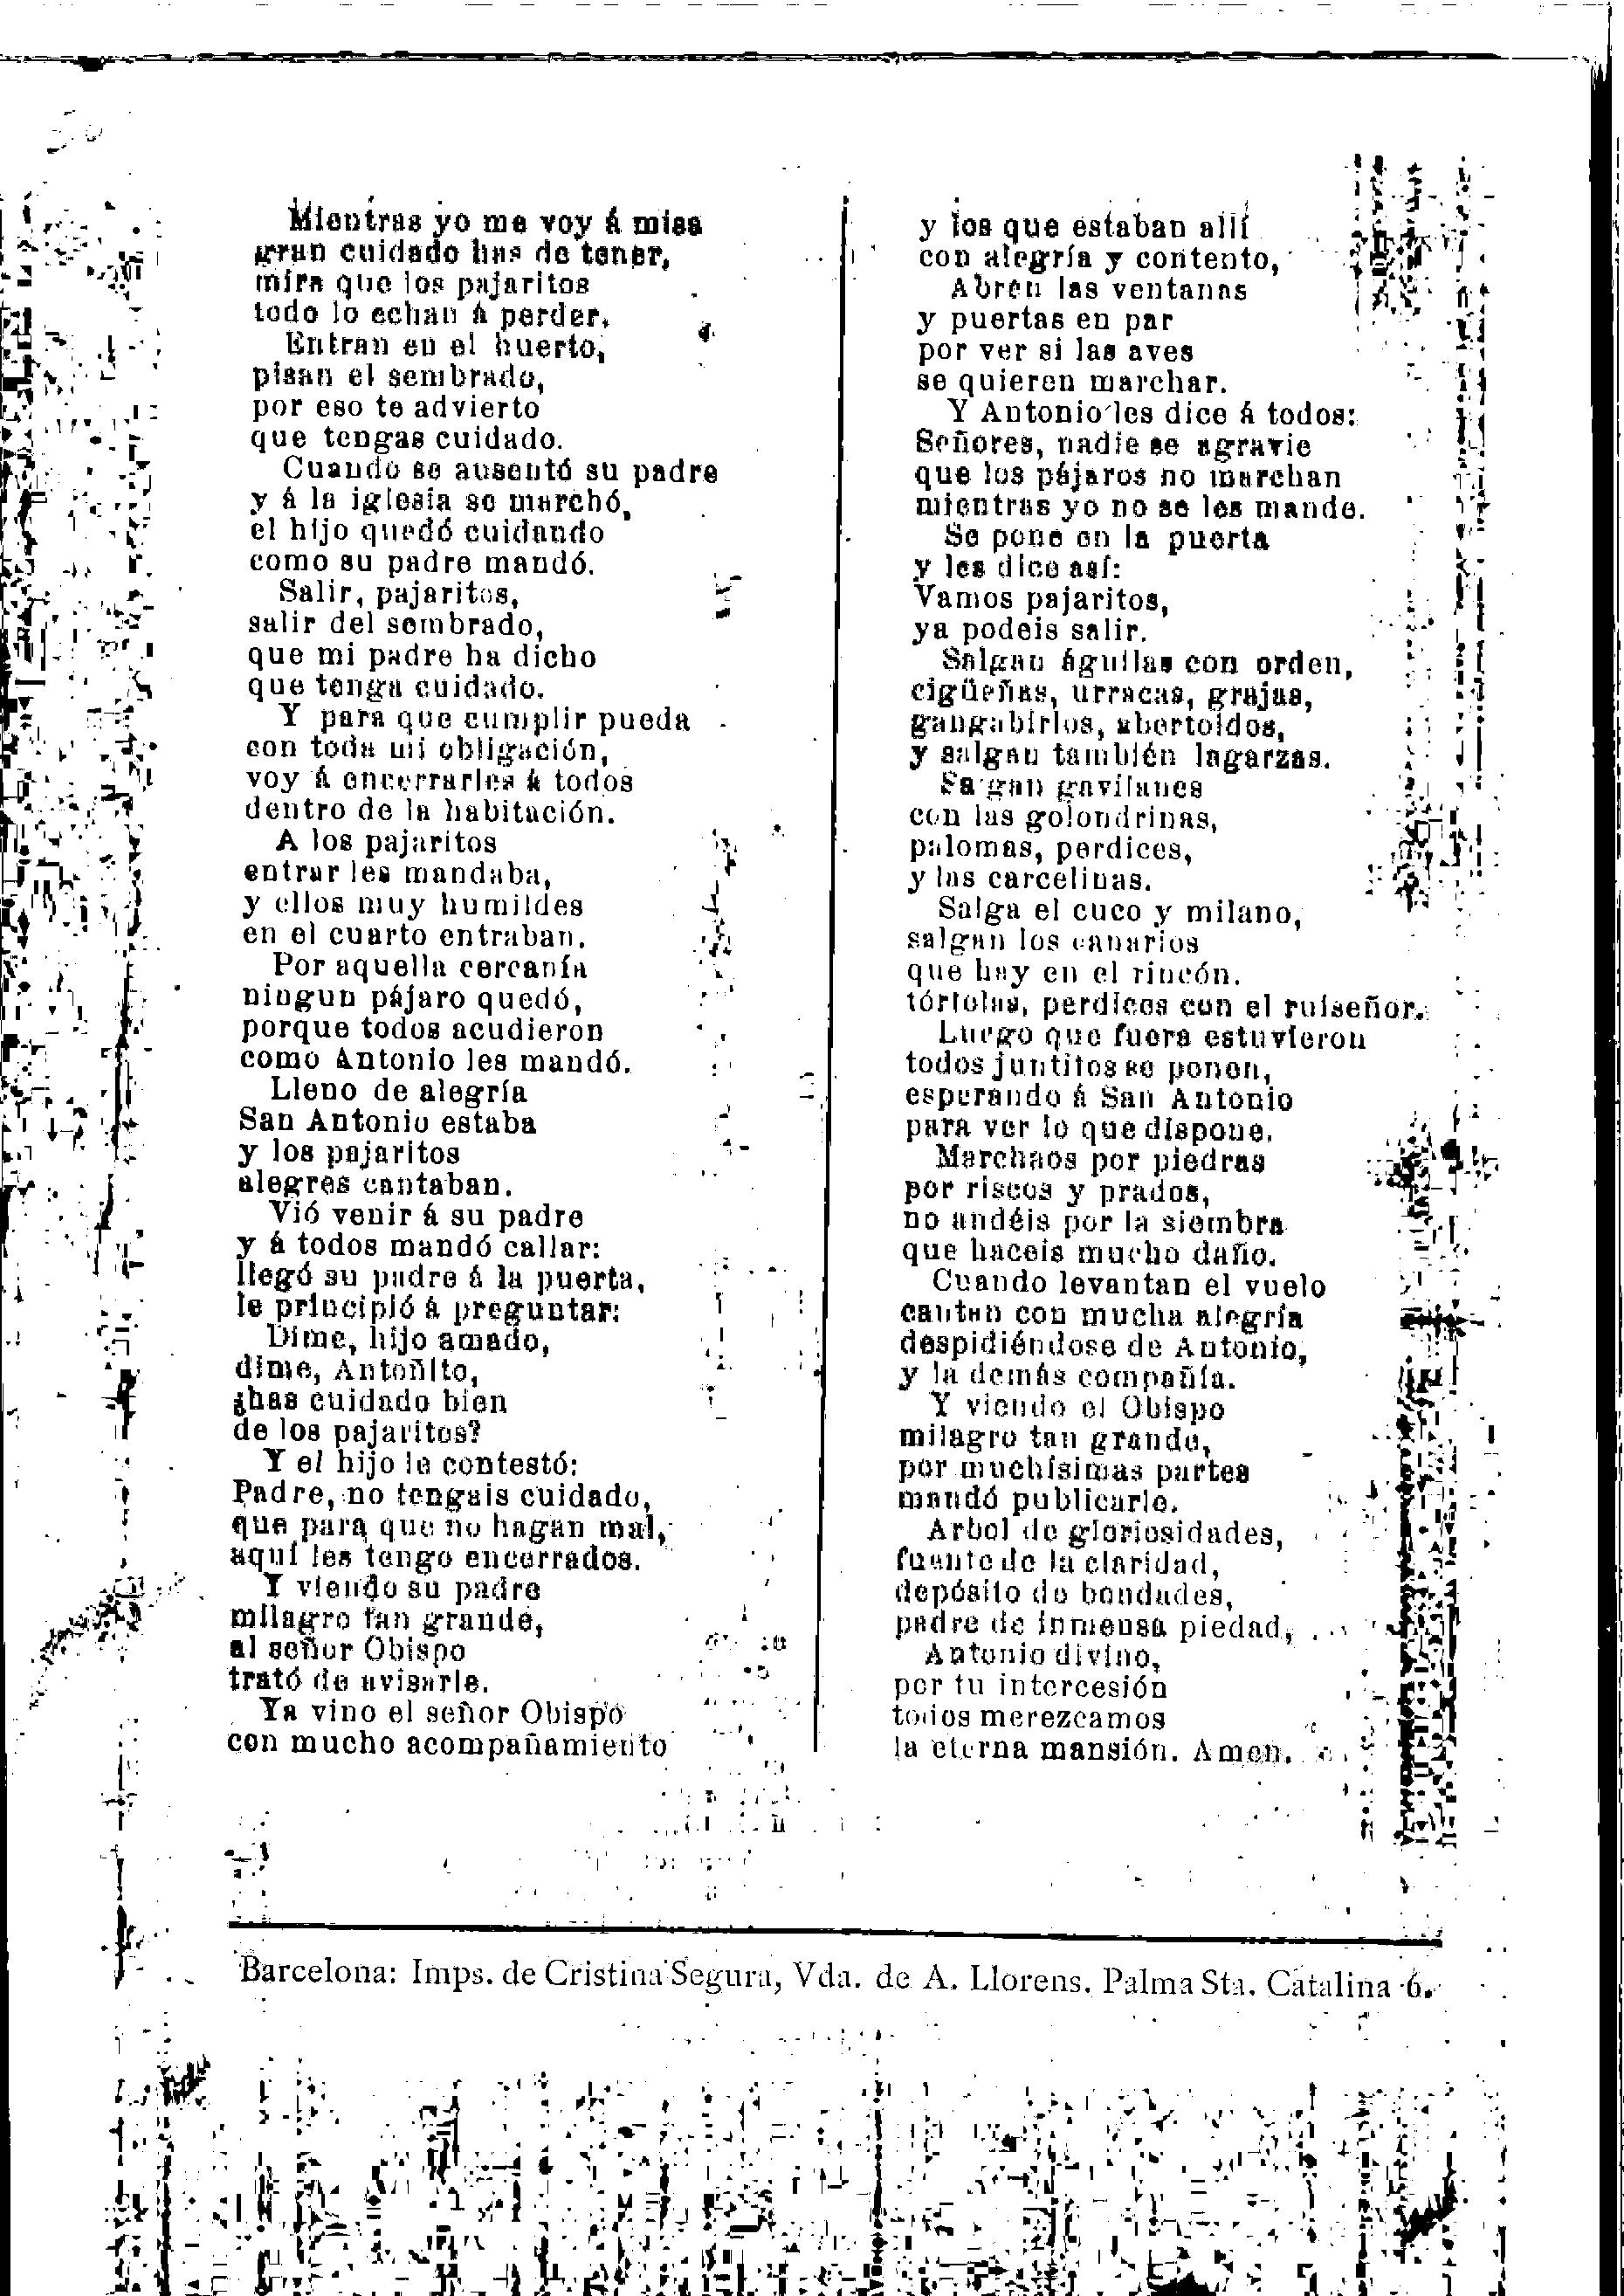 Mientras yo me voy á misa
gran cuidado has de tener,
mira que los pajaritos
todo lo echan á perder,
Entran en el huerto,
pisan el sembrado,
por eso te advierto
que tengas cuidado.
Cuando se ausentó su padre
y á la iglesia se marchó,
el hijo quedó cuidando
como su padre mandó.
Salir, pajaritos,
salir del sembrado,
que mi padre ha dicho
que tenga cuidado.
Y para que cumplir pueda
con toda mi obligación,
voy á encerrarles á todos
dentro de la habitación.
A los pajaritos
entrar les mandaba,
y ellos muy humildes
en el cuarto entraban.
Por aquella cercanía
ningun pájaro quedó,
porque todos acudieron
como Antonio les mandó.
Lleno de alegría
San Antonio estaba
y los pajaritos
alegres cantaban.
Vió venir á su padre
y á todos mandó callar:
llegó su padre á la puerta,
le principió á preguntar:
Dime, hijo amado,
dime, Antoñito,
¿has cuidado bien
de los pajaritos?
Y el hijo le contestó:
Padre, no tengais cuidado,
que para que no hagan mal,
aquí les tengo encerrados.
Y viendo su padre
milagro tan grande,
al señor Obispo
trató de avisarle.
Ya vino el señor Obispo
con mucho acompañamiento
y los que estaban allí
con alegría y contento,
Abren las ventanas
y puertas en par
por ver si las aves
se quieren marchar.
Y Antonio les dice á todos:
Señores, nadie se agravie
que los pájaros no marchan
mientras yo no se les mande.
Se pone en la puerta
y les dice así:
Vamos pajaritos,
ya podeis salir.
Salgan águilas con orden,
cigüeñas, urracas, grajas,
gangabirlos, abertoidos,
y salgan también lagarzas.
Salgan gavilanes
con las golondrinas,
palomas, perdices,
y las carcelinas.
Salga el cuco y milano,
salgan los canarios
que hay en el rincón.
tórtolas, perdices con el ruiseñor.
Luego que fuera estuvieron
todos juntitos se ponen,
esperando á San Antonio
para ver lo que dispone.
Marchaos por piedras
por riscos y prados,
no andéis por la siembra
que haceis mucho daño.
Cuando levantan el vuelo
cantan con mucha alegría
despidiéndose de Antonio,
y la demás compañía.
Y viendo el Obispo
milagro tan grande,
por muchísimas partes
mandó publicarle.
Arbol de gloriosidades,
fuente de la claridad,
depósito de bondades,
padre de inmensa piedad,
Antonio divino,
por tu intercesión
todos merezcamos
la eterna mansión. Amen.
Barcelona: Imps. de Cristina Segura, Vda. de A. Llorens. Palma Sta. Catalina 6.